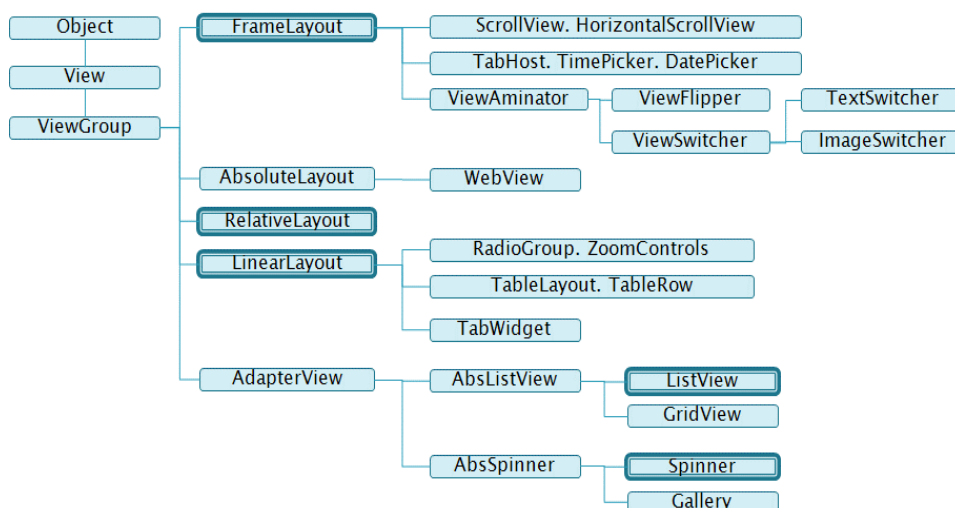 Object
View
ViewGroup
FrameLayout
ScrollView. HorizontalScrollView
TabHost. TimePicker. DatePicker
ViewAminator
ViewFlipper
TextSwitcher
ViewSwitcher
ImageSwitcher
AbsoluteLayout
WebView
RelativeLayout
LinearLayout
RadioGroup. ZoomControls
TableLayout. TableRow
TabWidget
AdapterView
AbsListView
ListView
GridView
AbsSpinner
Spinner
Gallery